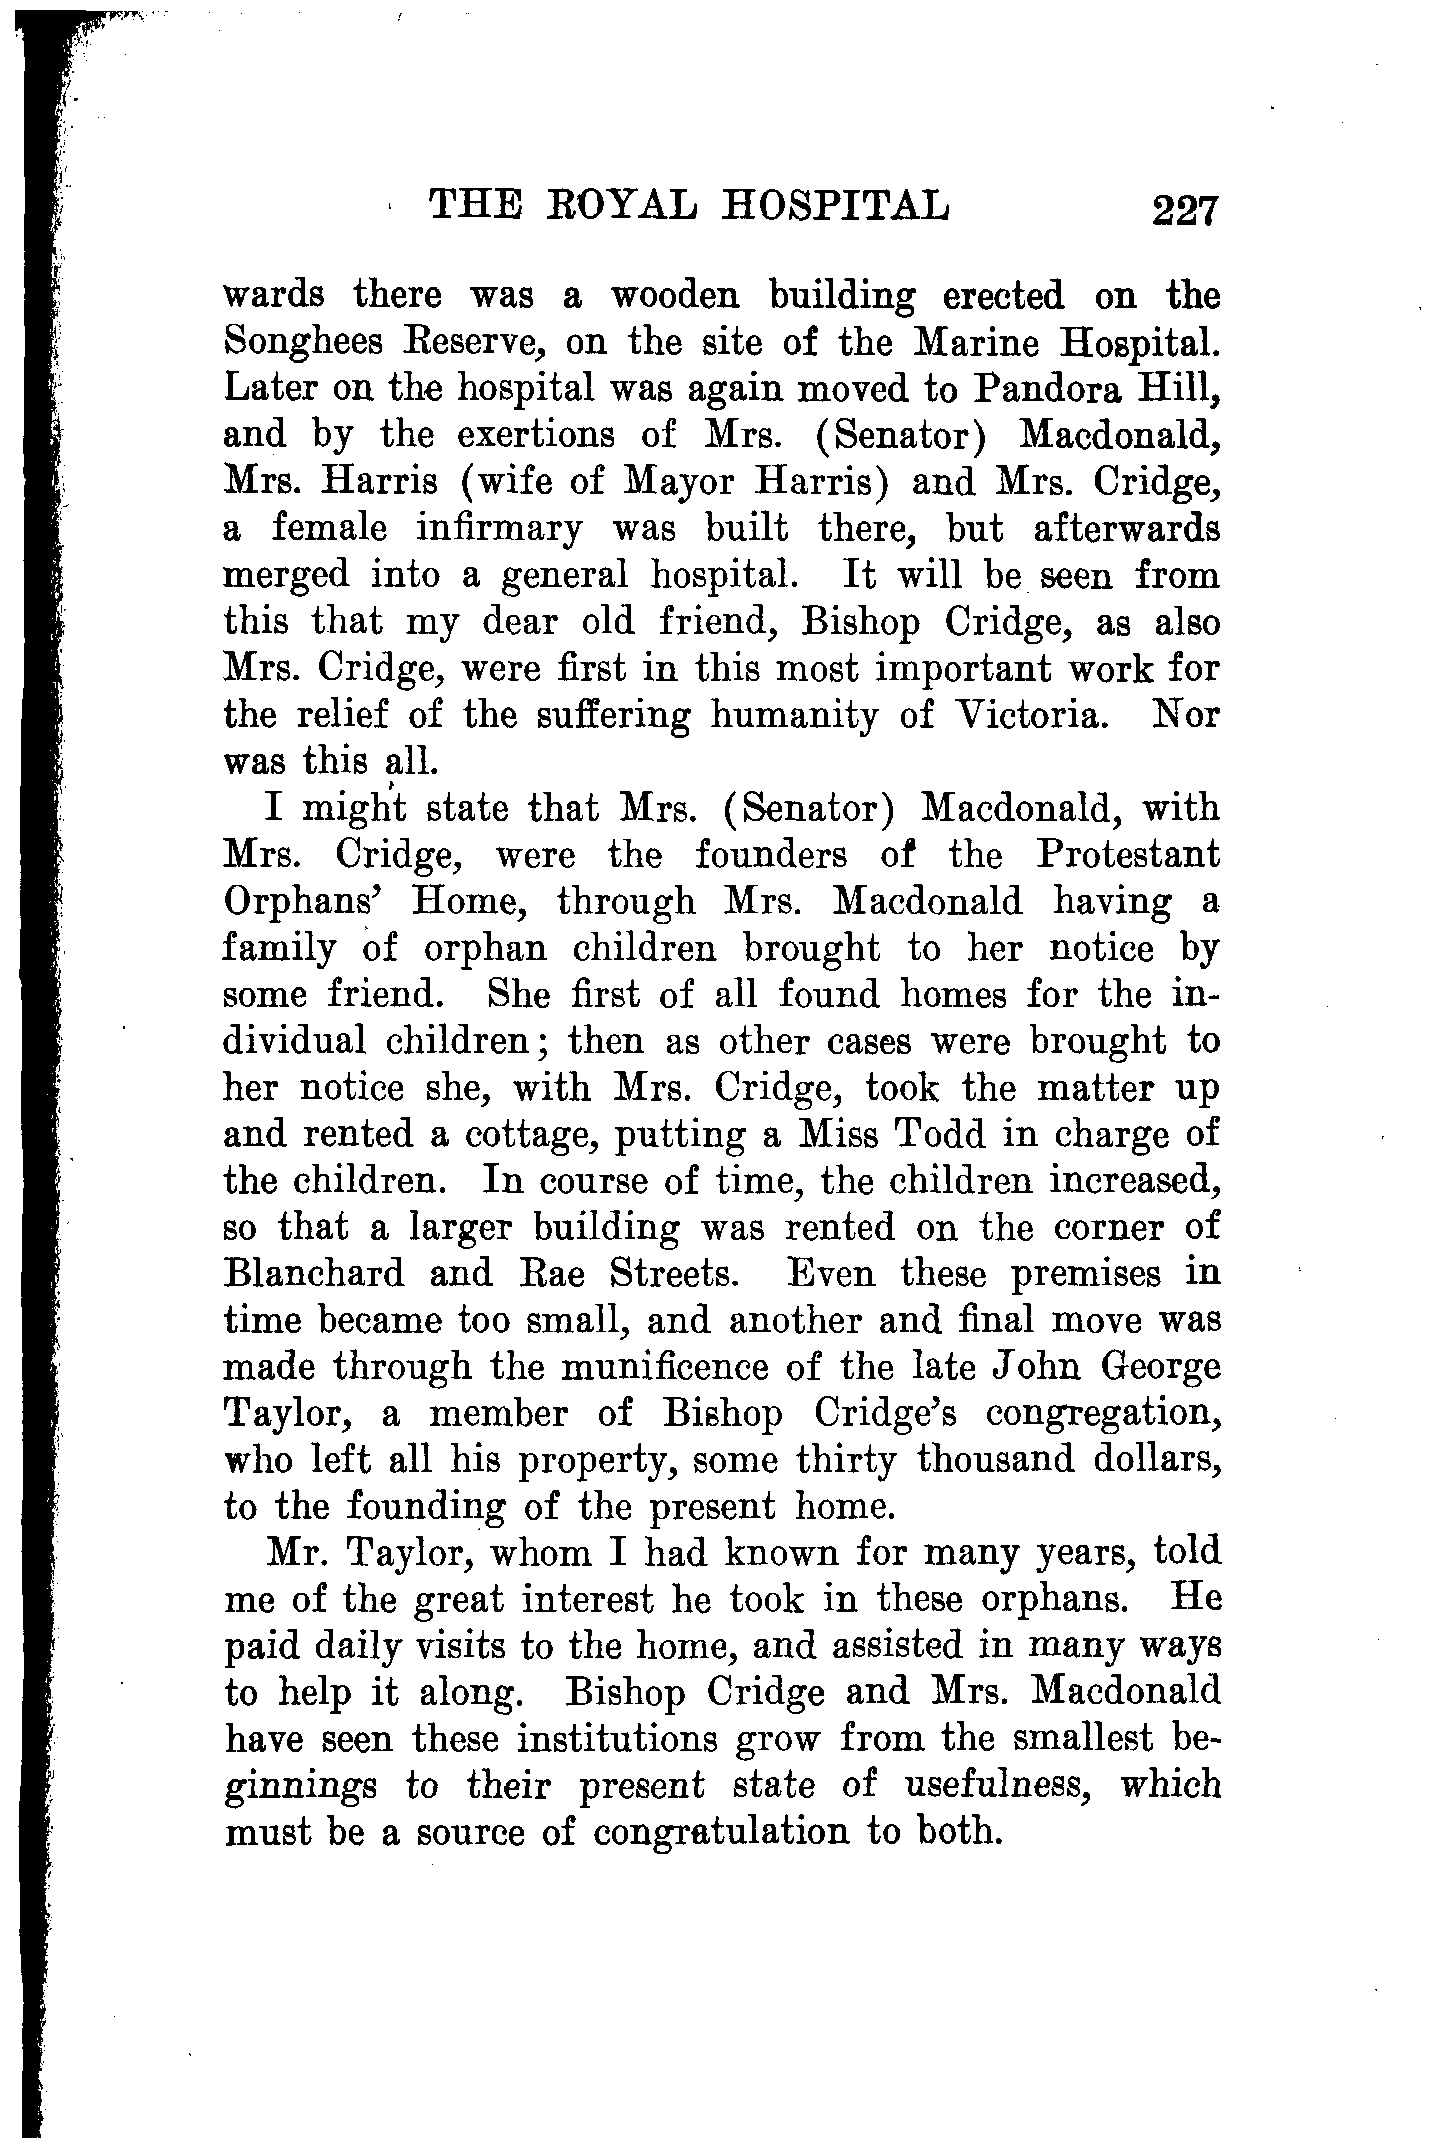 THE ROYAL HOSPITAL 227
wards there was a wooden building erected on the
Songhees Reserve, on the site of the Marine Hospital.
Later on the hospital was again moved to Pandora Hill,
and by the exertions of Mrs. (Senator) Macdonald,
Mrs. Harris (wife of Mayor Harris) and Mrs. Cridge,
a female infirmary was built there, but afterwards
merged into a general hospital. It will be seen from
this that my dear old friend, Bishop Cridge, as also
Mrs. Cridge, were first in this most important work for
the relief of the suffering humanity of Victoria. Nor
was this all.
I might state that Mrs. (Senator) Macdonald, with
Mrs. Cridge, were the founders of the Protestant
Orphans' Home, through Mrs. Macdonald having a
family of orphan children brought to her notice by
some friend. She first of all found homes for the in-
dividual children; then as other cases were brought to
her notice she, with Mrs. Cridge, took the matter up
and rented a cottage, putting a Miss Todd in charge of
the children. In course of time, the children increased,
so that a larger building was rented on the corner of
Blanchard and Rae Streets. Even these premises in
time became too small, and another and final move was
made through the munificence of the late John George
Taylor, a member of Bishop Cridge's congregation,
who left all his property, some thirty thousand dollars,
to the founding of the present home.
Mr. Taylor, whom I had known for many years, told
me of the great interest he took in these orphans. He
paid daily visits to the home, and assisted in many ways
to help it along. Bishop Cridge and Mrs. Macdonald
have seen these institutions grow from the smallest be-
ginnings to their present state of usefulness, which
must be a source of congratulation to both.